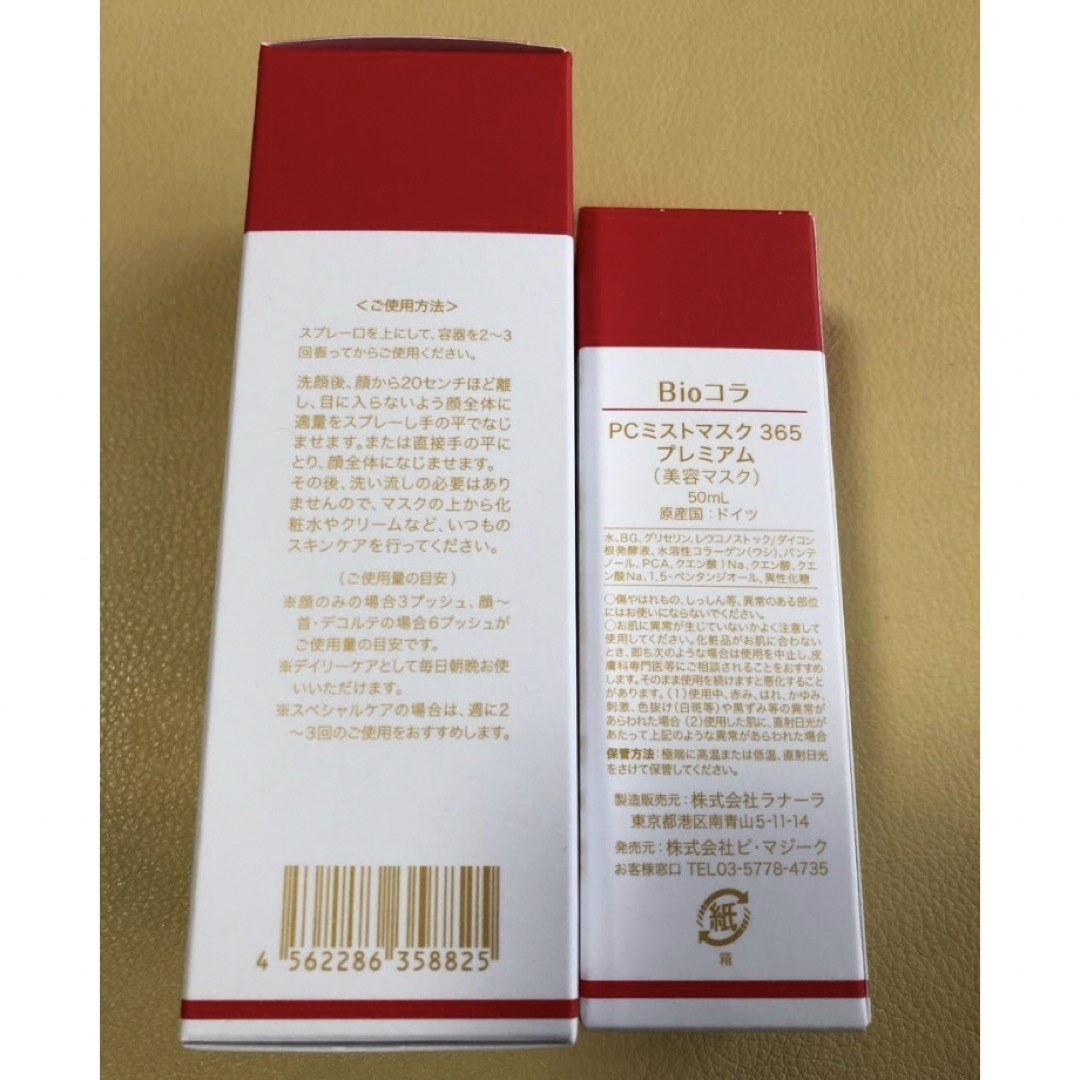 <ご使用方法>
スプレー口を上にして、容器を2〜3
回振ってからご使用ください。
洗顔後、顔から20センチほど離
し、目に入らないよう顔全体に
適量をスプレーし手の平でなじ
ませます。または直接手の平に
とり、顔全体になじませます。
その後、洗い流しの必要はあり
ませんので、マスクの上から化
粧水やクリームなど、いつもの
スキンケアを行ってください。
(ご使用量の目安)
※顔のみの場合3プッシュ、顔〜
首・デコルテの場合6プッシュが
ご使用量の目安です。
※デイリーケアとして毎日朝晩お使
いいただけます。
※スペシャルケアの場合は、週に2
〜3回のご使用をおすすめします。
4 562286 358825
Bioコラ
PCミストマスク 365
プレミアム
(美容マスク)
50mL
原産国:ドイツ
水、BG、グリセリン、レウコノストック/ダイコン
根発酵液、水溶性コラーゲン(ウシ)、パンテ
ノール、PCA、クエン酸1Na、クエン酸、クエ
ン酸Na、1,5-ペンタンジオール、異性化糖
○傷やはれもの、しっしん等、異常のある部位
にはお使いにならないでください。
○お肌に異常が生じていないかよく注意して
使用してください。化粧品がお肌に合わない
とき、即ち次のような場合は使用を中止し、皮
膚科専門医等にご相談されることをおすすめ
します。そのまま使用を続けますと悪化すること
があります。(1)使用中、赤み、はれ、かゆみ、
刺激、色抜け(白斑等)や黒ずみ等の異常が
あらわれた場合 (2)使用した肌に、直射日光が
あたって上記のような異常があらわれた場合
保管方法:極端に高温または低温、直射日光
をさけて保管してください。
製造販売元:株式会社ラナーラ
東京都港区南青山5-11-14
発売元:株式会社ビ・マジーク
お客様窓口 TEL03-5778-4735
紙
箱